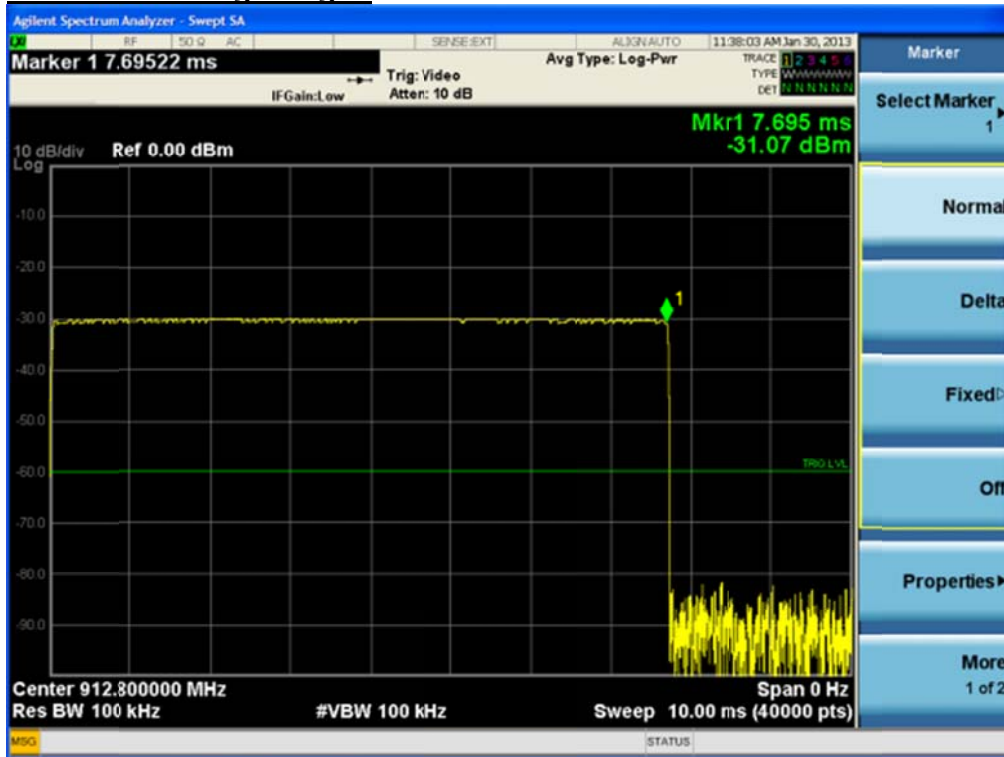 Agilent Spectrum Analyzer - Swept SA
RF 50 Ω AC SENSE:EXT ALIGNAUTO 11:38:03 AM Jan 30, 2013
Marker 1 7.69522 ms
Avg Type: Log-Pwr
TRACE 1 2 3 4 5 6
Trig: Video
TYPE WWWWWW
IFGain:Low
Atten: 10 dB
DET N N N N N N
Mkr1 7.695 ms
-31.07 dBm
10 dB/div Ref 0.00 dBm
Log
-10.0
-20.0
1
-30.0
-40.0
-50.0
TRIG LVL
-60.0
-70.0
-80.0
-90.0
Center 912.800000 MHz
Span 0 Hz
Res BW 100 kHz
#VBW 100 kHz
Sweep 10.00 ms (40000 pts)
MSG
STATUS
Marker
Select Marker
1
Normal
Delta
Fixed
Off
Properties
More
1 of 2